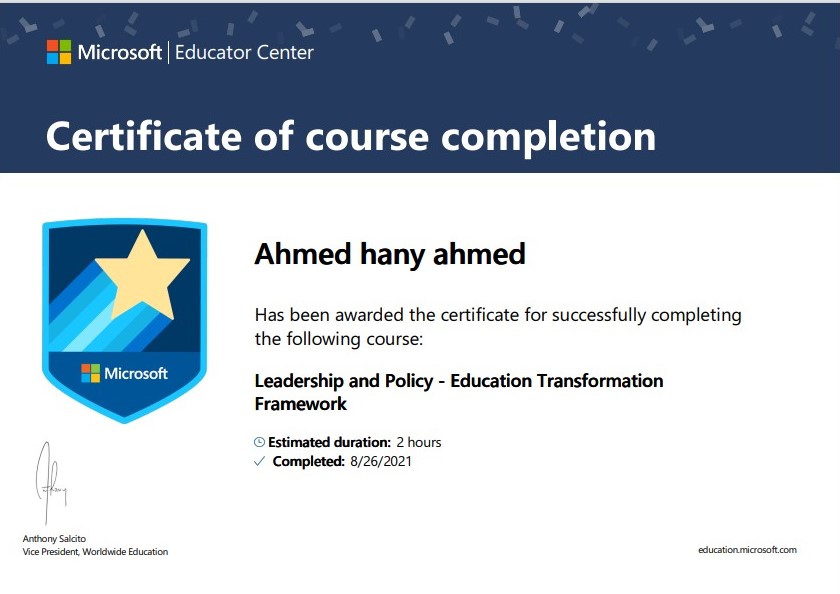 Microsoft | Educator Center
Certificate of course completion
Ahmed hany ahmed
Has been awarded the certificate for successfully completing
the following course:
Leadership and Policy - Education Transformation
Framework
Estimated duration: 2 hours
Completed: 8/26/2021
Microsoft
Anthony Salcito
Vice President, Worldwide Education
education.microsoft.com